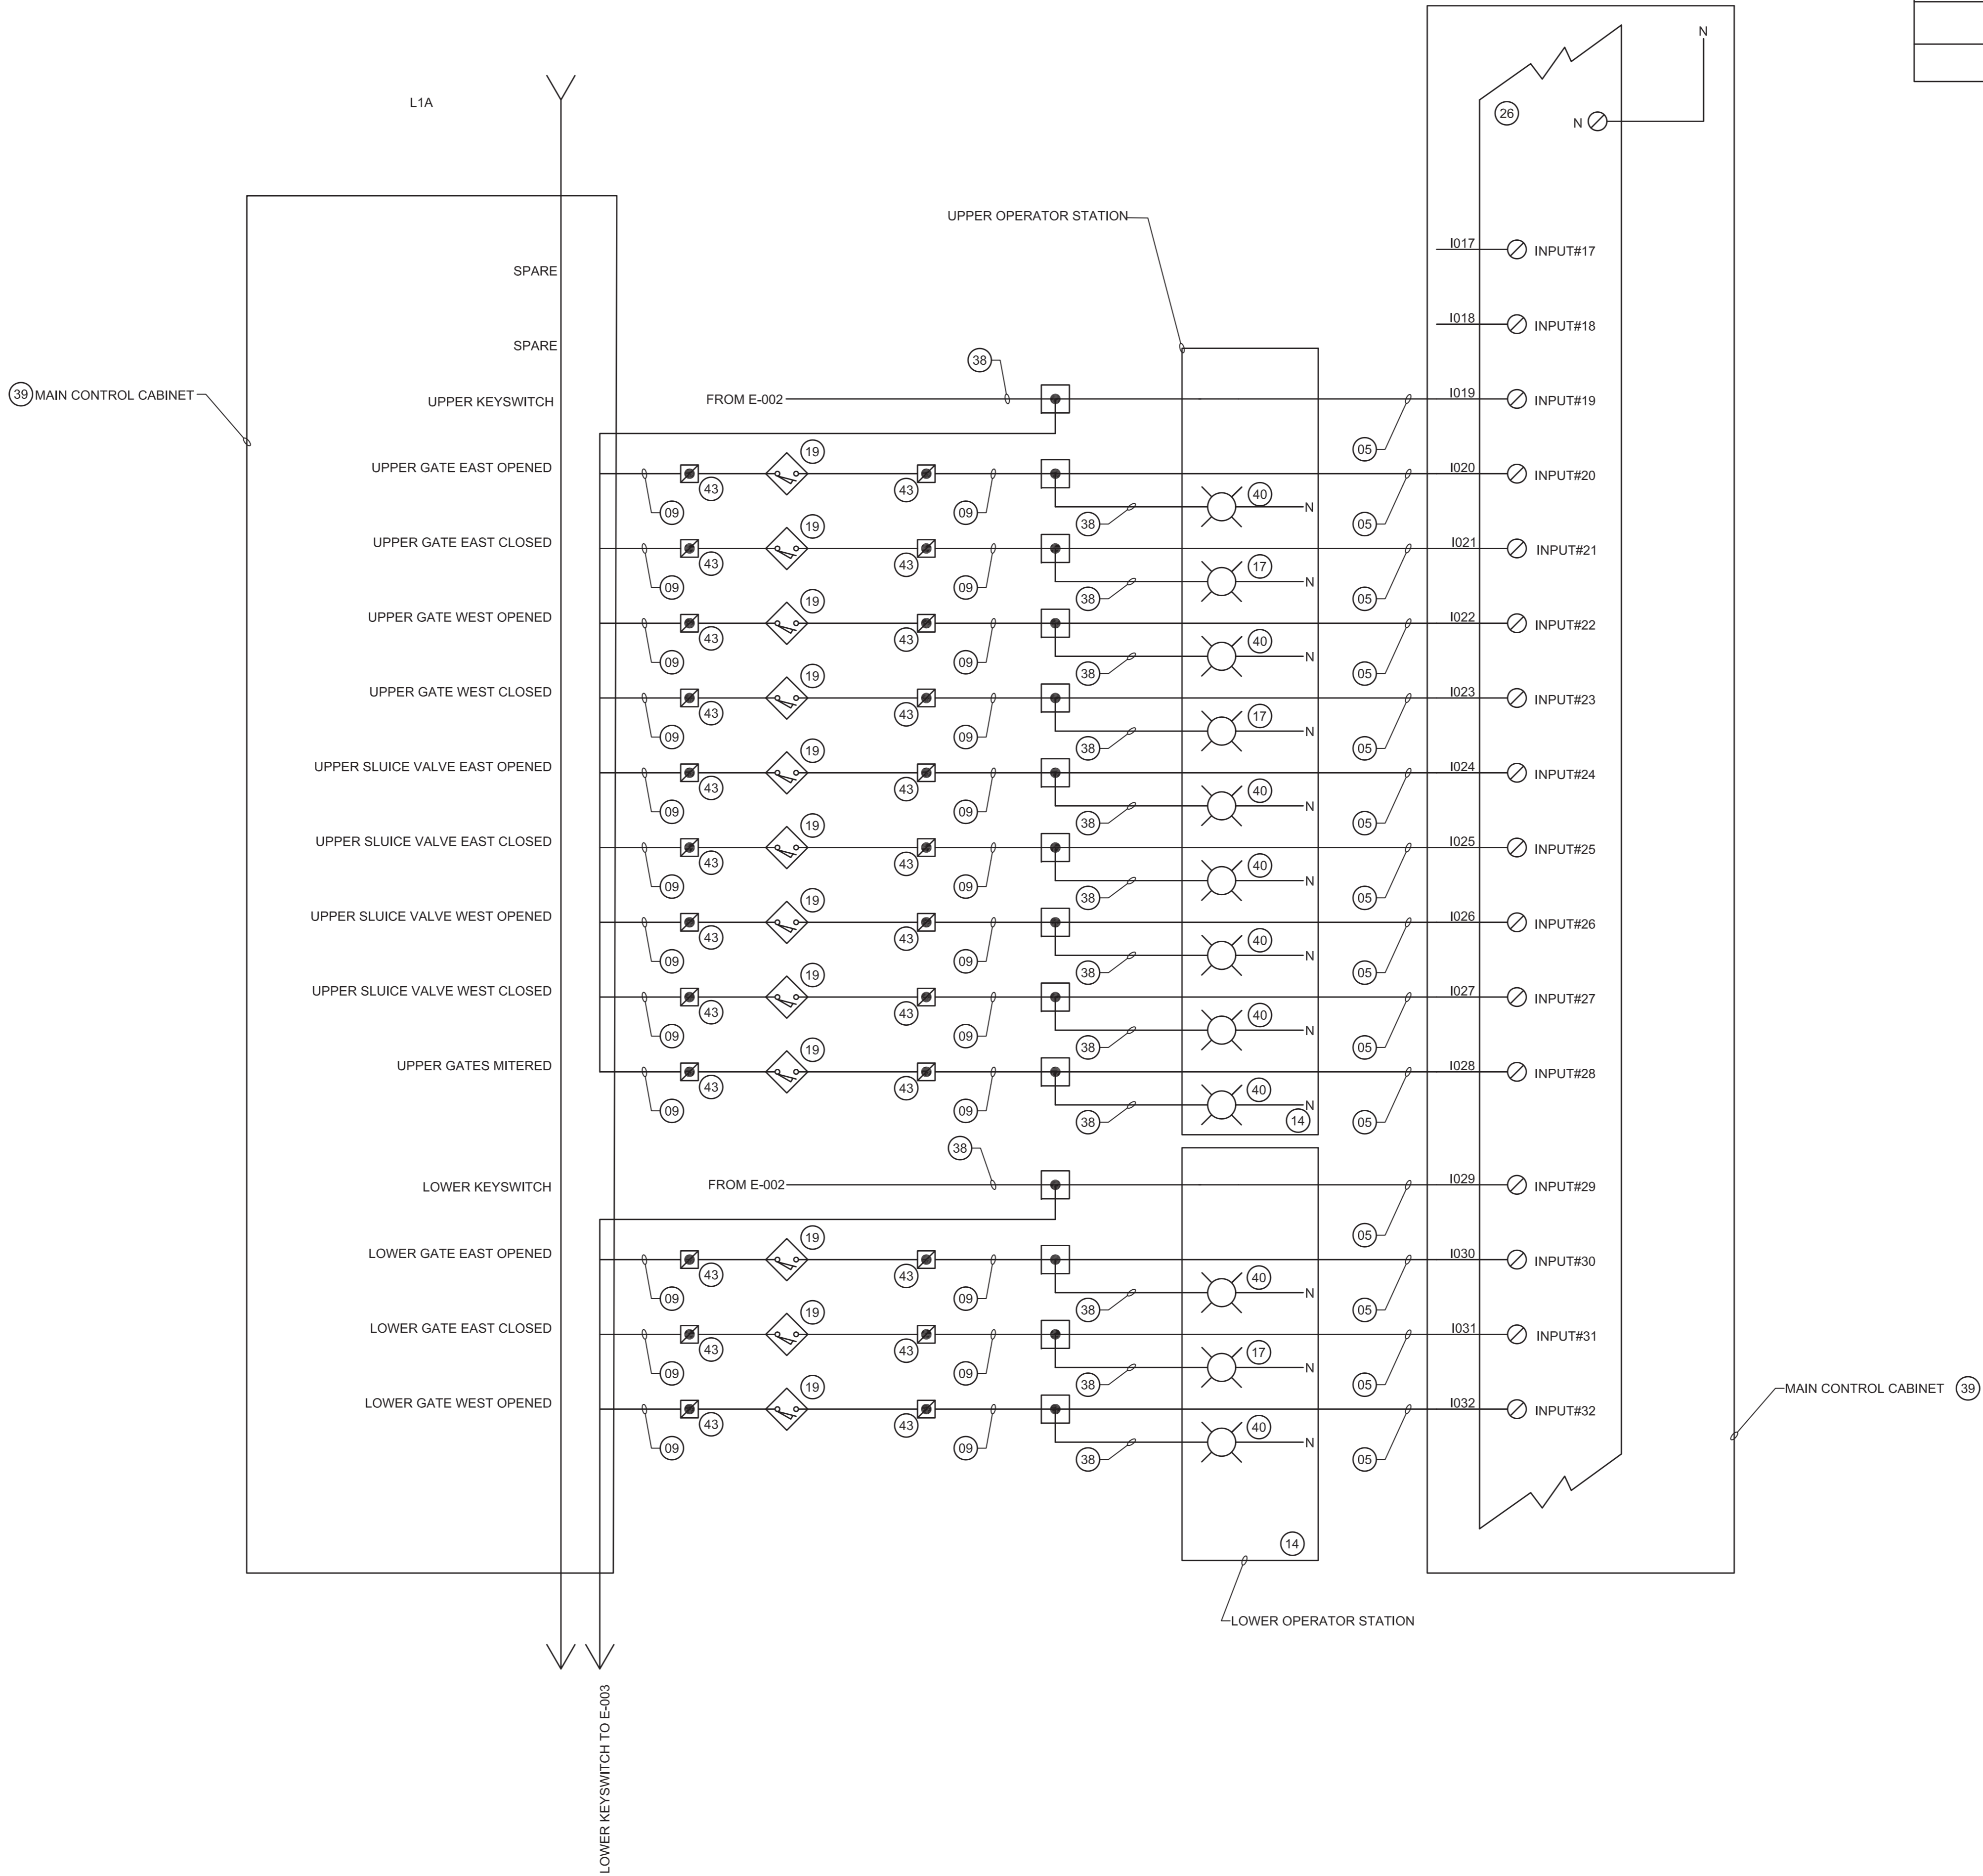 N
L1A
26
N
UPPER OPERATOR STATION
I017
INPUT#17
SPARE
I018
INPUT#18
SPARE
38
39 MAIN CONTROL CABINET
UPPER KEYSWITCH
FROM E-002
I019
INPUT#19
05
UPPER GATE EAST OPENED
19
43
43
09
09
38
40
N
I020
INPUT#20
05
UPPER GATE EAST CLOSED
19
43
43
09
09
38
17
N
I021
INPUT#21
05
UPPER GATE WEST OPENED
19
43
43
09
09
38
40
N
I022
INPUT#22
05
UPPER GATE WEST CLOSED
19
43
43
09
09
38
17
N
I023
INPUT#23
05
UPPER SLUICE VALVE EAST OPENED
19
43
43
09
09
38
40
N
I024
INPUT#24
05
UPPER SLUICE VALVE EAST CLOSED
19
43
43
09
09
38
40
N
I025
INPUT#25
05
UPPER SLUICE VALVE WEST OPENED
19
43
43
09
09
38
40
N
I026
INPUT#26
05
UPPER SLUICE VALVE WEST CLOSED
19
43
43
09
09
38
40
N
I027
INPUT#27
05
UPPER GATES MITERED
19
43
43
09
09
38
40
N
14
I028
INPUT#28
05
38
LOWER KEYSWITCH
FROM E-002
I029
INPUT#29
05
LOWER GATE EAST OPENED
19
43
43
09
09
38
40
N
I030
INPUT#30
05
LOWER GATE EAST CLOSED
19
43
43
09
09
38
17
N
I031
INPUT#31
05
LOWER GATE WEST OPENED
19
43
43
09
09
38
40
N
I032
INPUT#32
05
MAIN CONTROL CABINET 39
14
LOWER OPERATOR STATION
LOWER KEYSWITCH TO E-003